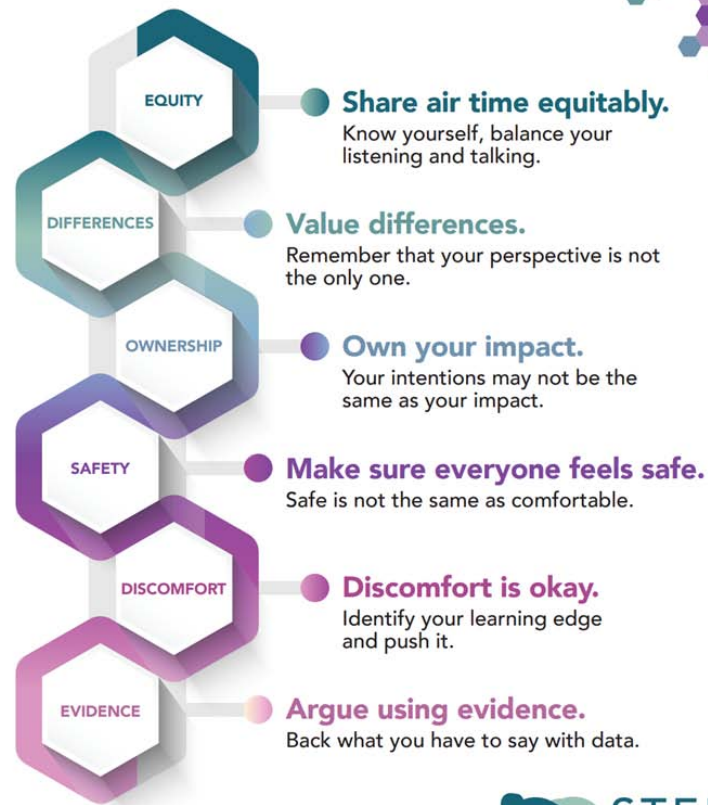 EQUITY
Share air time equitably.
Know yourself, balance your
listening and talking.
DIFFERENCES
Value differences.
Remember that your perspective is not
the only one.
OWNERSHIP
Own your impact.
Your intentions may not be the
same as your impact.
SAFETY
Make sure everyone feels safe.
Safe is not the same as comfortable.
DISCOMFORT
Discomfort is okay.
Identify your learning edge
and push it.
EVIDENCE
Argue using evidence.
Back what you have to say with data.